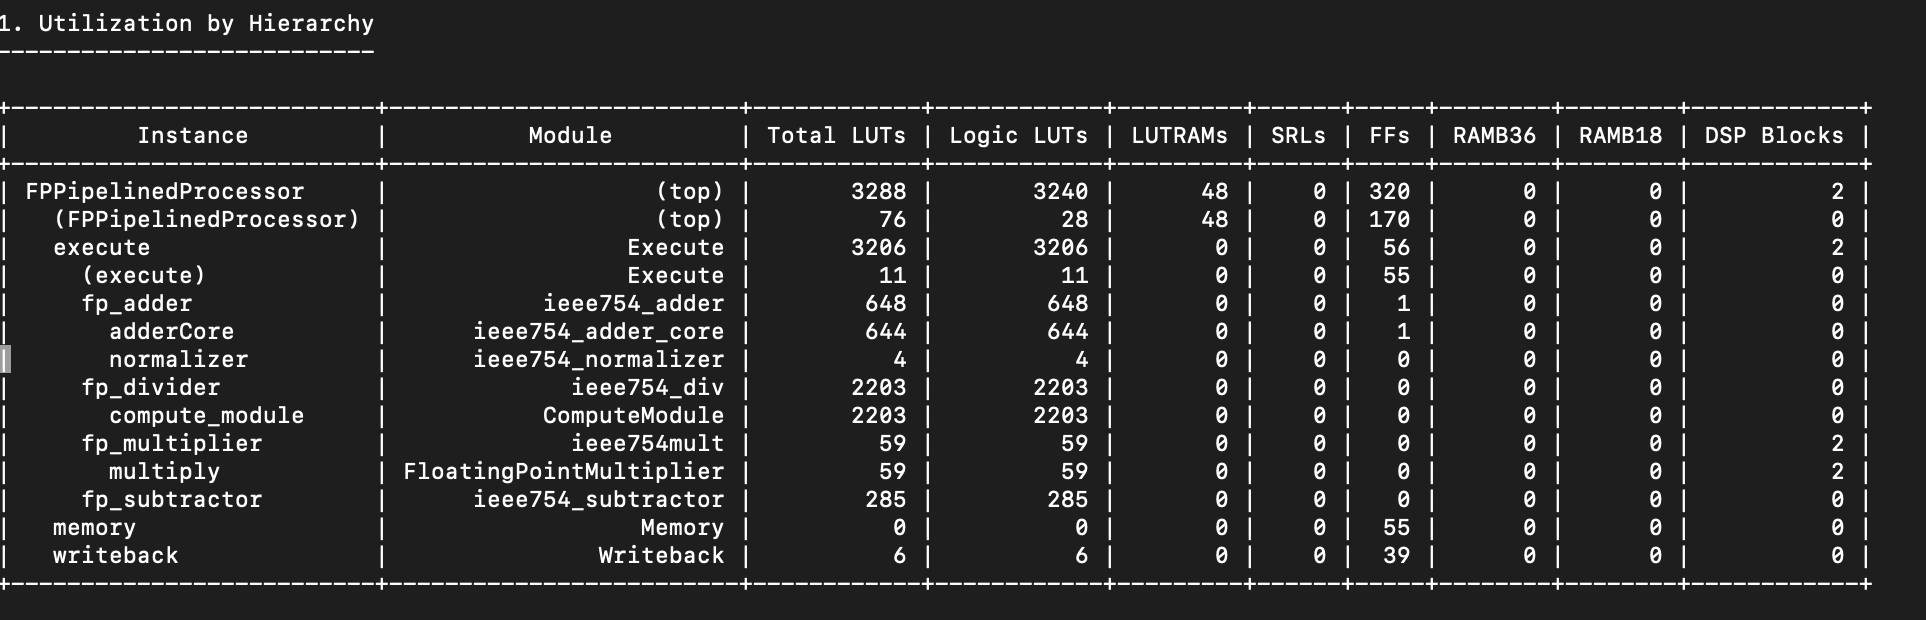 1. Utilization by Hierarchy
---------------------------
+---------------------------+--------------------------+-------------+-------------+----------+------+-----+---------+---------+-------------+
| Instance | Module | Total LUTs | Logic LUTs | LUTRAMs | SRLs | FFs | RAMB36 | RAMB18 | DSP Blocks |
+---------------------------+--------------------------+-------------+-------------+----------+------+-----+---------+---------+-------------+
| FPPipelinedProcessor | (top) | 3288 | 3240 | 48 | 0 | 320 | 0 | 0 | 2 |
| (FPPipelinedProcessor) | (top) | 76 | 28 | 48 | 0 | 170 | 0 | 0 | 0 |
| execute | Execute | 3206 | 3206 | 0 | 0 | 56 | 0 | 0 | 2 |
| (execute) | Execute | 11 | 11 | 0 | 0 | 55 | 0 | 0 | 0 |
| fp_adder | ieee754_adder | 648 | 648 | 0 | 0 | 1 | 0 | 0 | 0 |
| adderCore | ieee754_adder_core | 644 | 644 | 0 | 0 | 1 | 0 | 0 | 0 |
| normalizer | ieee754_normalizer | 4 | 4 | 0 | 0 | 0 | 0 | 0 | 0 |
| fp_divider | ieee754_div | 2203 | 2203 | 0 | 0 | 0 | 0 | 0 | 0 |
| compute_module | ComputeModule | 2203 | 2203 | 0 | 0 | 0 | 0 | 0 | 0 |
| fp_multiplier | ieee754mult | 59 | 59 | 0 | 0 | 0 | 0 | 0 | 2 |
| multiply | FloatingPointMultiplier | 59 | 59 | 0 | 0 | 0 | 0 | 0 | 2 |
| fp_subtractor | ieee754_subtractor | 285 | 285 | 0 | 0 | 0 | 0 | 0 | 0 |
| memory | Memory | 0 | 0 | 0 | 0 | 55 | 0 | 0 | 0 |
| writeback | Writeback | 6 | 6 | 0 | 0 | 39 | 0 | 0 | 0 |
+---------------------------+--------------------------+-------------+-------------+----------+------+-----+---------+---------+-------------+